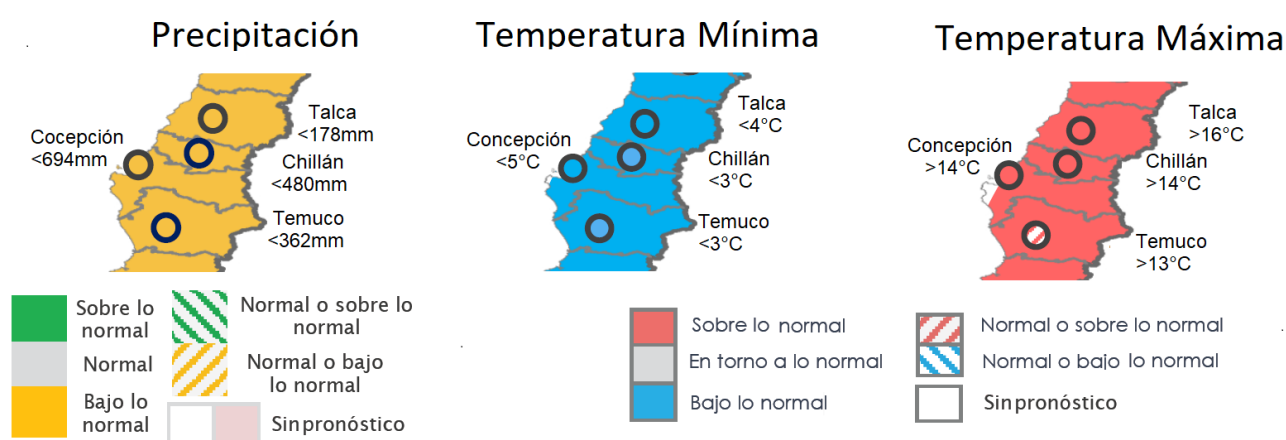 Precipitación
Temperatura Mínima
Temperatura Máxima
Talca
<178mm
Cocepción
<694mm
Chillán
<480mm
Temuco
<362mm
Talca
<4°C
Concepción
<5°C
Chillán
<3°C
Temuco
<3°C
Talca
>16°C
Concepción
>14°C
Chillán
>14°C
Temuco
>13°C
Sobre lo
normal
Normal
Bajo lo
normal
Normal o sobre lo
normal
Normal o bajo
lo normal
Sin pronóstico
Sobre lo normal
En torno a lo normal
Bajo lo normal
Normal o sobre lo normal
Normal o bajo lo normal
Sin pronóstico